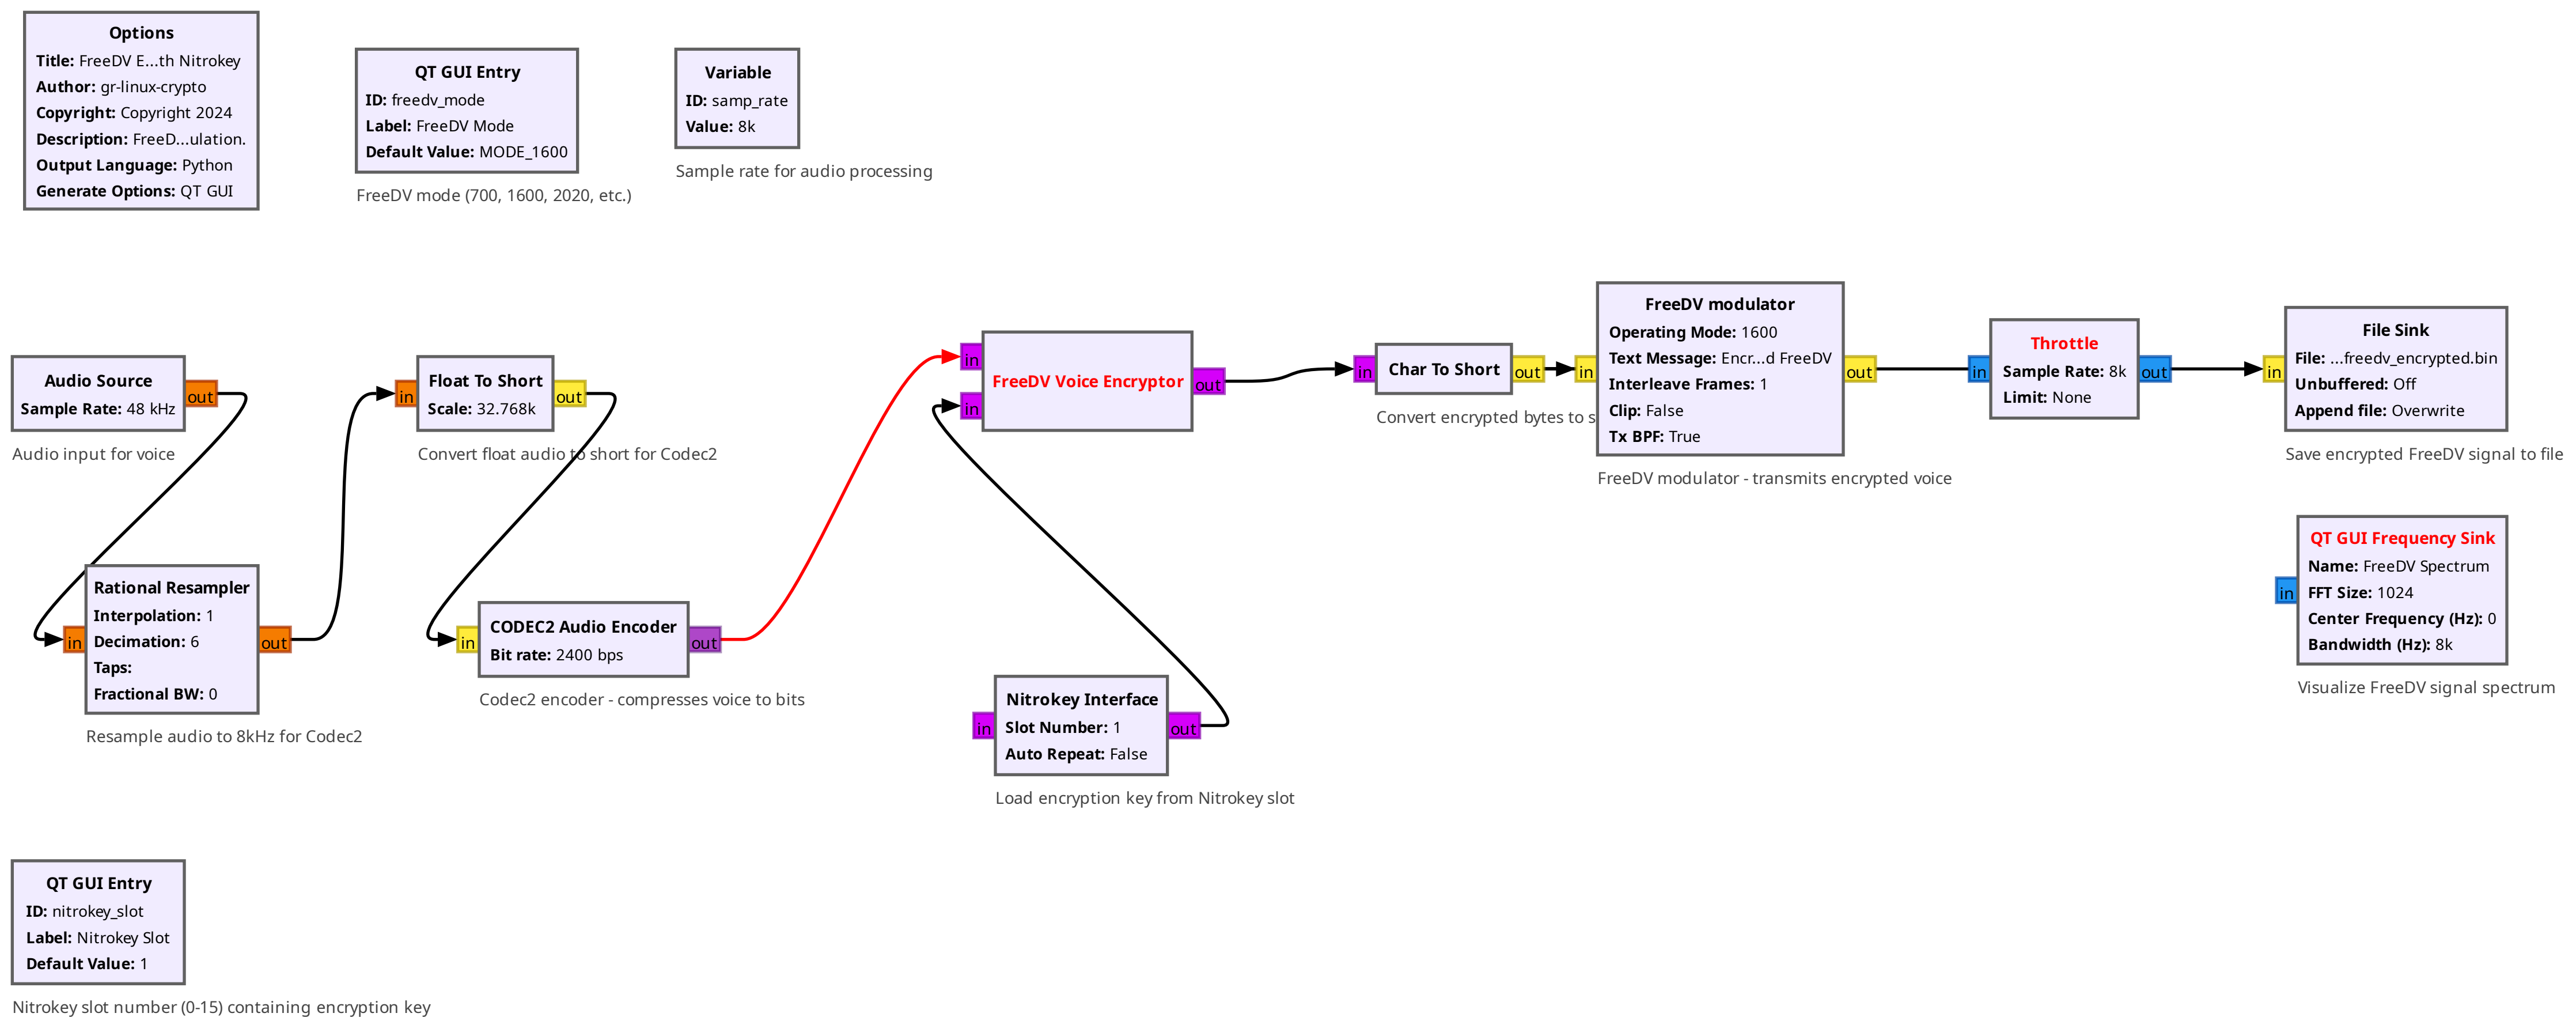 Options
Title: FreeDV E...th Nitrokey
Author: gr-linux-crypto
Copyright: Copyright 2024
Description: FreeD...ulation.
Output Language: Python
Generate Options: QT GUI
QT GUI Entry
ID: freedv_mode
Label: FreeDV Mode
Default Value: MODE_1600
FreeDV mode (700, 1600, 2020, etc.)
Variable
ID: samp_rate
Value: 8k
Sample rate for audio processing
Audio Source
Sample Rate: 48 kHz
out
Audio input for voice
in
Float To Short
Scale: 32.768k
out
Convert float audio to short for Codec2
in
in
FreeDV Voice Encryptor
out
in
Char To Short
out
Convert encrypted bytes to s
in
FreeDV modulator
Operating Mode: 1600
Text Message: Encr...d FreeDV
Interleave Frames: 1
Clip: False
Tx BPF: True
out
FreeDV modulator - transmits encrypted voice
in
Throttle
Sample Rate: 8k
Limit: None
out
in
File Sink
File: ...freedv_encrypted.bin
Unbuffered: Off
Append file: Overwrite
Save encrypted FreeDV signal to file
in
Rational Resampler
Interpolation: 1
Decimation: 6
Taps:
Fractional BW: 0
out
Resample audio to 8kHz for Codec2
in
CODEC2 Audio Encoder
Bit rate: 2400 bps
out
Codec2 encoder - compresses voice to bits
in
Nitrokey Interface
Slot Number: 1
Auto Repeat: False
out
Load encryption key from Nitrokey slot
in
QT GUI Frequency Sink
Name: FreeDV Spectrum
FFT Size: 1024
Center Frequency (Hz): 0
Bandwidth (Hz): 8k
Visualize FreeDV signal spectrum
QT GUI Entry
ID: nitrokey_slot
Label: Nitrokey Slot
Default Value: 1
Nitrokey slot number (0-15) containing encryption key